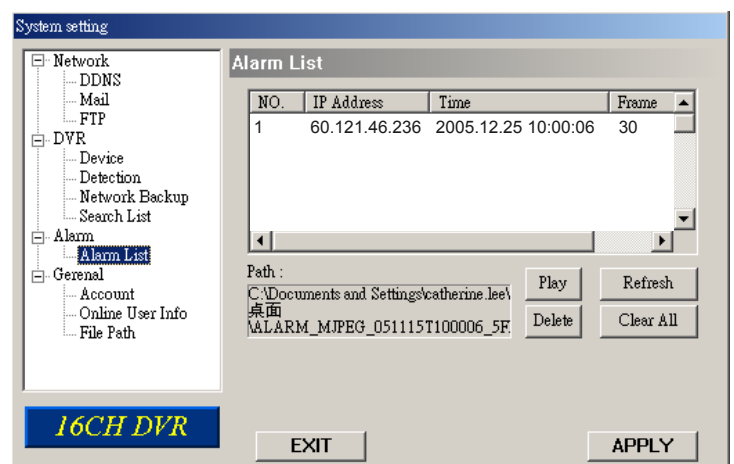 System setting
Network
DDNS
Mail
FTP
DVR
Device
Detection
Network Backup
Search List
Alarm
Alarm List
Gerenal
Account
Online User Info
File Path
16CH DVR
Alarm List
NO. IP Address Time Frame
1 60.121.46.236 2005.12.25 10:00:06 30
Path :
C:\Documents and Settings\catherine.lee\
桌面
\ALARM_MJPEG_051115T100006_5F.
Play Refresh
Delete Clear All
EXIT APPLY